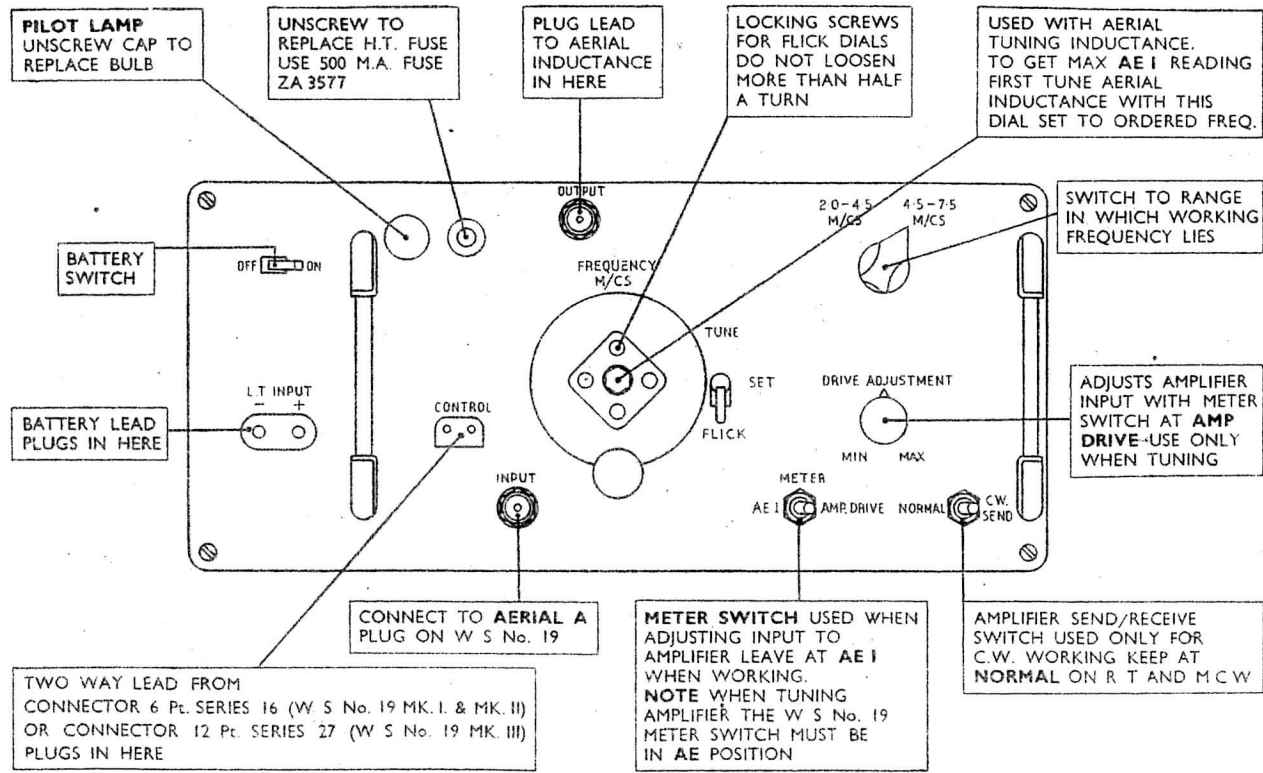 PILOT LAMP
UNSCREW CAP TO
REPLACE BULB
UNSCREW TO
REPLACE H.T. FUSE
USE 500 M.A. FUSE
ZA 3577
PLUG LEAD
TO AERIAL
INDUCTANCE
IN HERE
LOCKING SCREWS
FOR FLICK DIALS
DO NOT LOOSEN
MORE THAN HALF
A TURN
USED WITH AERIAL
TUNING INDUCTANCE.
TO GET MAX AE I READING
FIRST TUNE AERIAL
INDUCTANCE WITH THIS
DIAL SET TO ORDERED FREQ.
BATTERY
SWITCH
OFF ON
OUTPUT
FREQUENCY
M/CS
2·0-4·5
M/CS
4·5-7·5
M/CS
SWITCH TO RANGE
IN WHICH WORKING
FREQUENCY LIES
TUNE
SET
FLICK
L.T INPUT
- +
BATTERY LEAD
PLUGS IN HERE
CONTROL
DRIVE ADJUSTMENT
MIN MAX
ADJUSTS AMPLIFIER
INPUT WITH METER
SWITCH AT AMP
DRIVE-USE ONLY
WHEN TUNING
INPUT
METER
AE I AMP.DRIVE
NORMAL C.W.
SEND
TWO WAY LEAD FROM
CONNECTOR 6 Pt. SERIES 16 (W S No. 19 MK. I. & MK. II)
OR CONNECTOR 12 Pt. SERIES 27 (W S No. 19 MK. III)
PLUGS IN HERE
CONNECT TO AERIAL A
PLUG ON W S No. 19
METER SWITCH USED WHEN
ADJUSTING INPUT TO
AMPLIFIER LEAVE AT AE I
WHEN WORKING.
NOTE WHEN TUNING
AMPLIFIER THE W S No. 19
METER SWITCH MUST BE
IN AE POSITION
AMPLIFIER SEND/RECEIVE
SWITCH USED ONLY FOR
C.W. WORKING KEEP AT
NORMAL ON R T AND M C W